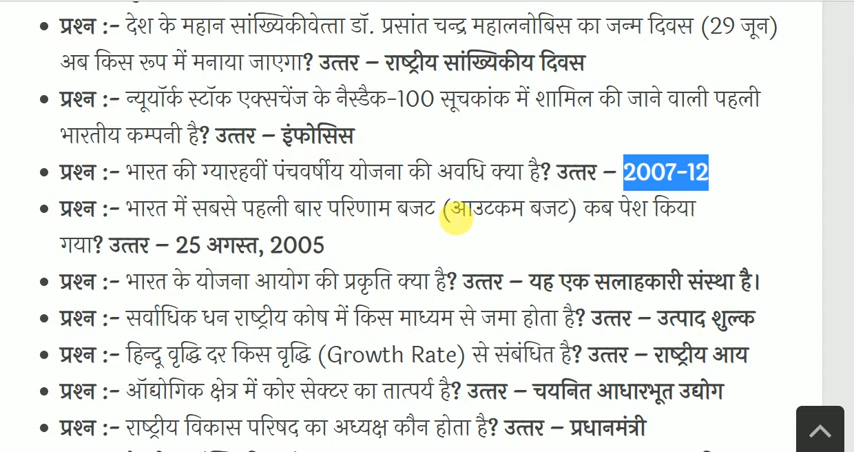 प्रश्न :- देश के महान सांख्यिकीवेत्ता डॉ. प्रसांत चन्द्र महालनोबिस का जन्म दिवस (29 जून)
अब किस रूप में मनाया जाएगा? उत्तर – राष्ट्रीय सांख्यिकीय दिवस
प्रश्न :- न्यूयॉर्क स्टॉक एक्सचेंज के नैस्डैक-100 सूचकांक में शामिल की जाने वाली पहली
भारतीय कम्पनी है? उत्तर – इंफोसिस
प्रश्न :- भारत की ग्यारहवीं पंचवर्षीय योजना की अवधि क्या है? उत्तर – 2007-12
प्रश्न :- भारत में सबसे पहली बार परिणाम बजट (आउटकम बजट) कब पेश किया
गया? उत्तर – 25 अगस्त, 2005
प्रश्न :- भारत के योजना आयोग की प्रकृति क्या है? उत्तर – यह एक सलाहकारी संस्था है।
प्रश्न :- सर्वाधिक धन राष्ट्रीय कोष में किस माध्यम से जमा होता है? उत्तर – उत्पाद शुल्क
प्रश्न :- हिन्दू वृद्धि दर किस वृद्धि (Growth Rate) से संबंधित है? उत्तर – राष्ट्रीय आय
प्रश्न :- ऑद्योगिक क्षेत्र में कोर सेक्टर का तात्पर्य है? उत्तर – चयनित आधारभूत उद्योग
प्रश्न :- राष्ट्रीय विकास परिषद का अध्यक्ष कौन होता है? उत्तर – प्रधानमंत्री